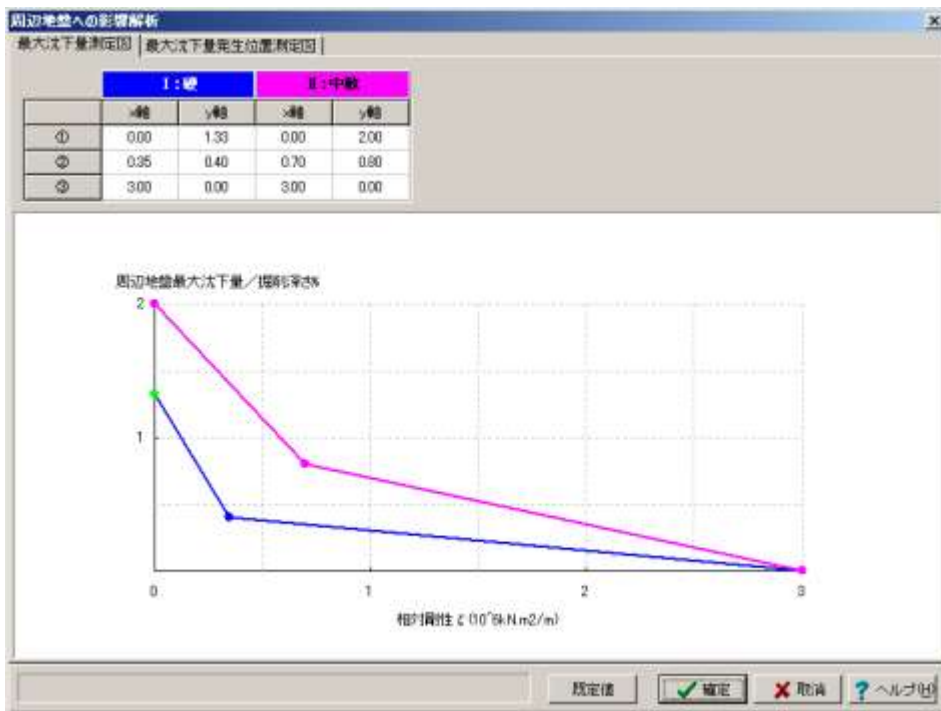 周辺地盤への影響解析
最大沈下量測定図 最大沈下量発生位置測定図
Ⅰ:硬 Ⅱ:中軟
x軸 y軸 x軸 y軸
① 0.00 1.33 0.00 2.00
② 0.35 0.40 0.70 0.80
③ 3.00 0.00 3.00 0.00
周辺地盤最大沈下量/掘削深さ%
2
1
0 1 2 3
相対剛性 ζ (10^6kN.m2/m)
既定値 確定 取消 ヘルプ(H)